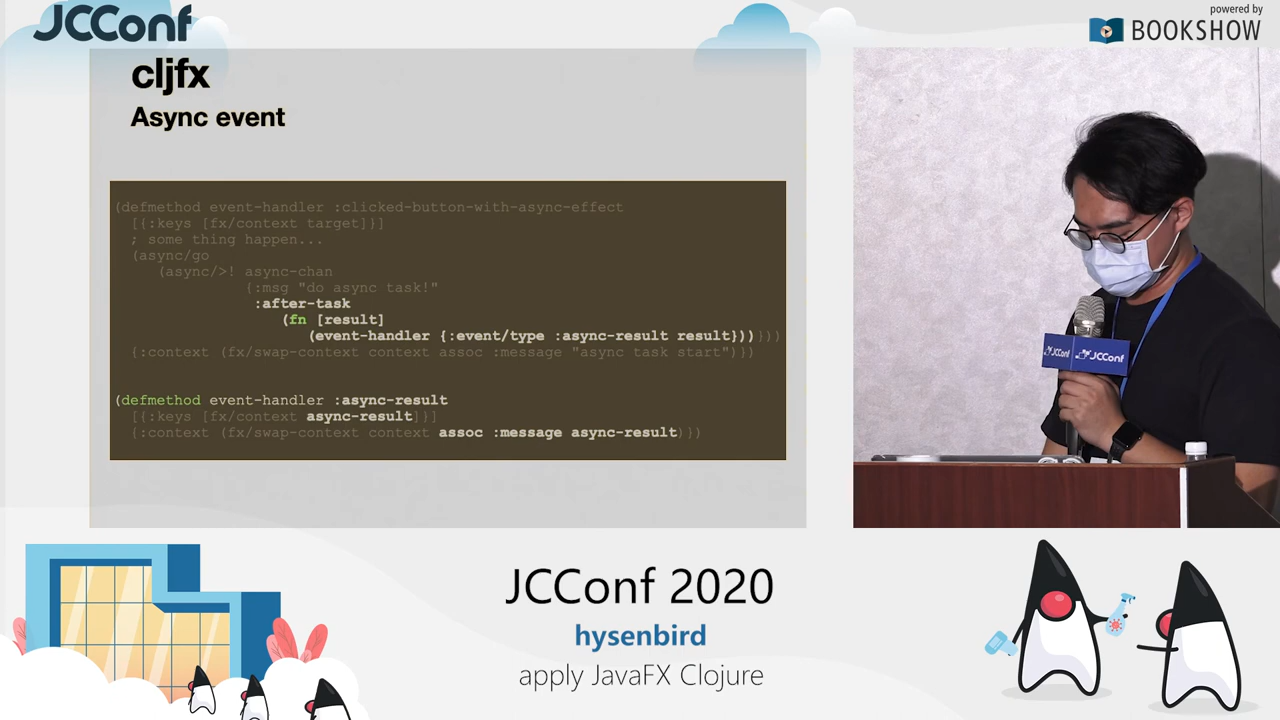 JCConf
powered by
BOOKSHOW
cljfx
Async event
(defmethod event-handler :clicked-button-with-async-effect
[{:keys [fx/context target]}]
; some thing happen...
(async/go
(async/>! async-chan
{:msg "do async task!"
:after-task
(fn [result]
(event-handler {:event/type :async-result result}))}))
{:context (fx/swap-context context assoc :message "async task start")})
(defmethod event-handler :async-result
[{:keys [fx/context async-result]}]
{:context (fx/swap-context context assoc :message async-result)})
JCConf
JCConf
JCConf 2020
hysenbird
apply JavaFX Clojure